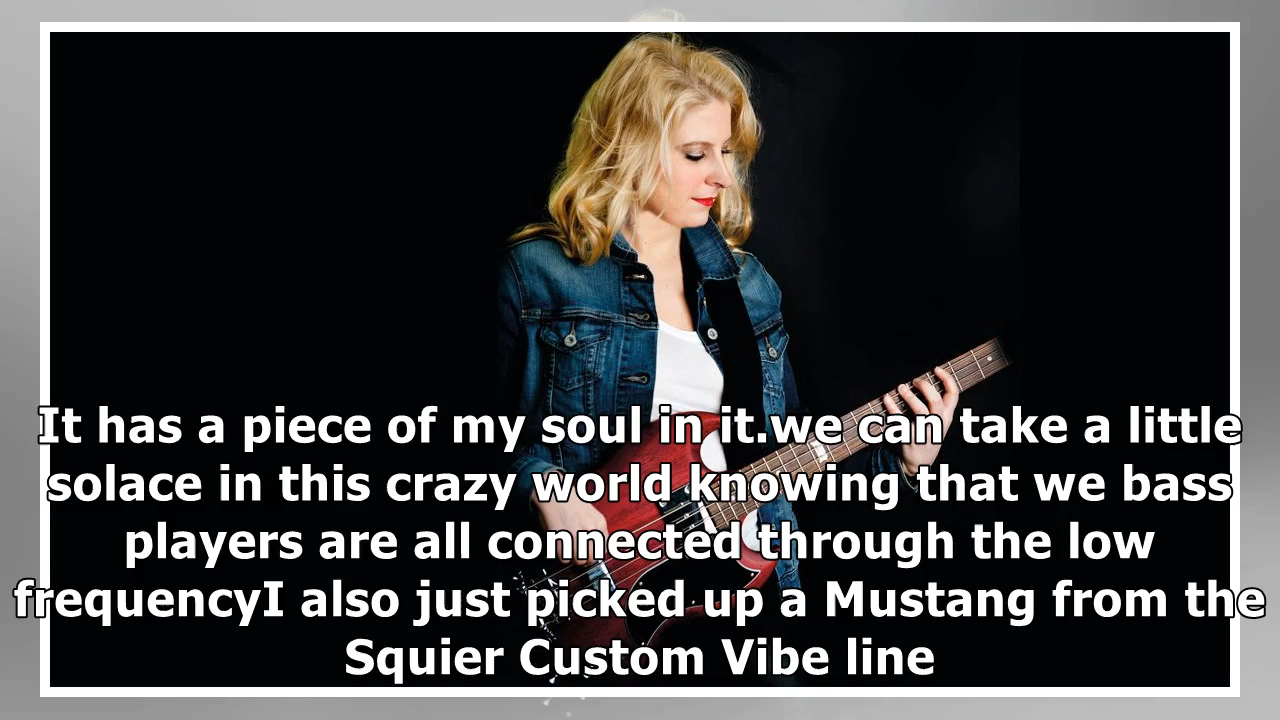 It has a piece of my soul in it.we can take a little
solace in this crazy world knowing that we bass
players are all connected through the low
frequencyI also just picked up a Mustang from the
Squier Custom Vibe line